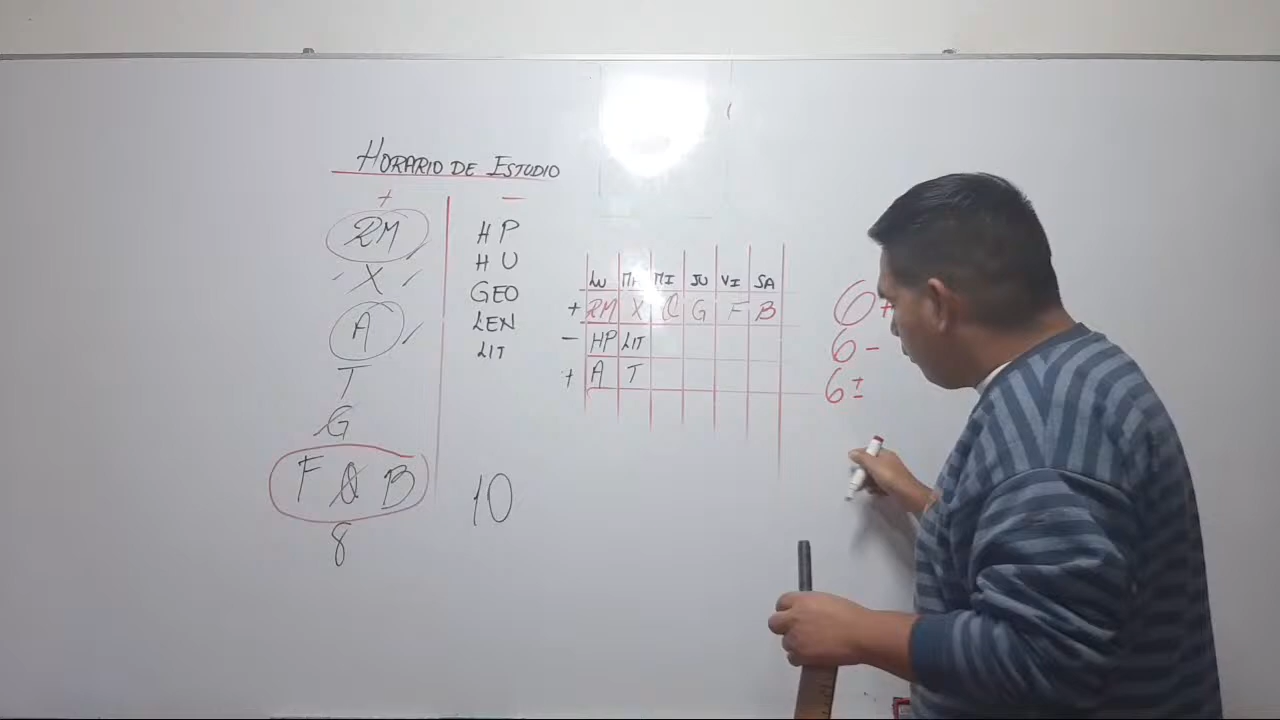 HORARIO DE ESTUDIO
+ −
RM HP
X HU
A GEO
T LEN
G LIT
F Q B
8
10
LU MA MI JU VI SA
+ RM X C G F B
− HP LIT
+ A T
6 +
6 −
6 ±